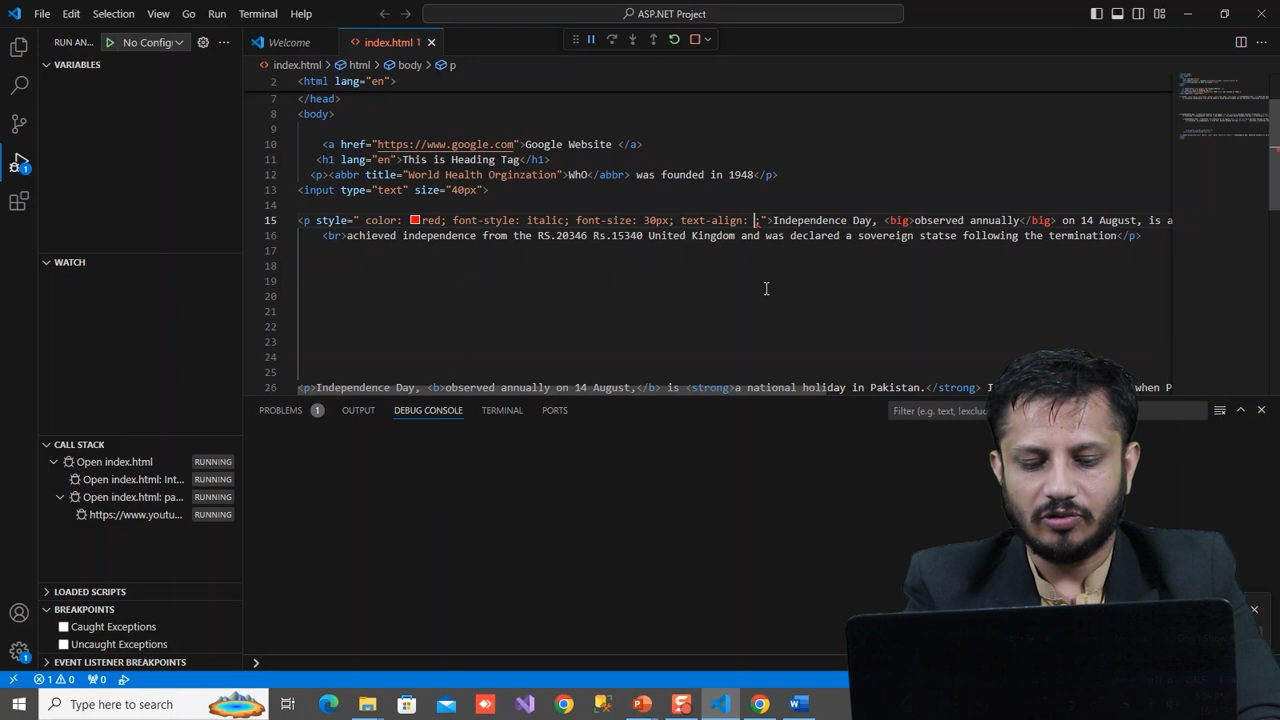 File Edit Selection View Go Run Terminal Help
ASP.NET Project
RUN AN... No Config
Welcome
index.html 1
VARIABLES
index.html > html > body > p
2 <html lang="en">
7 </head>
8 <body>
9
10 <a href="https://www.google.com">Google Website </a>
11 <h1 lang="en">This is Heading Tag</h1>
12 <p><abbr title="World Health Orginzation">WhO</abbr> was founded in 1948</p>
13 <input type="text" size="40px">
14
15 <p style=" color: red; font-style: italic; font-size: 30px; text-align: ;">Independence Day, <big>observed annually</big> on 14 August, is a
16 <br>achieved independence from the RS.20346 Rs.15340 United Kingdom and was declared a sovereign statse following the termination</p>
17
18
19
20
21
22
23
24
25
26 <p>Independence Day, <b>observed annually on 14 August,</b> is <strong>a national holiday in Pakistan.</strong> I when P
WATCH
PROBLEMS 1 OUTPUT DEBUG CONSOLE TERMINAL PORTS
Filter (e.g. text, !exclu
CALL STACK
Open index.html RUNNING
Open index.html: Int... RUNNING
Open index.html: pa... RUNNING
https://www.youtu... RUNNING
LOADED SCRIPTS
BREAKPOINTS
Caught Exceptions
Uncaught Exceptions
EVENT LISTENER BREAKPOINTS
1 0 0
Type here to search